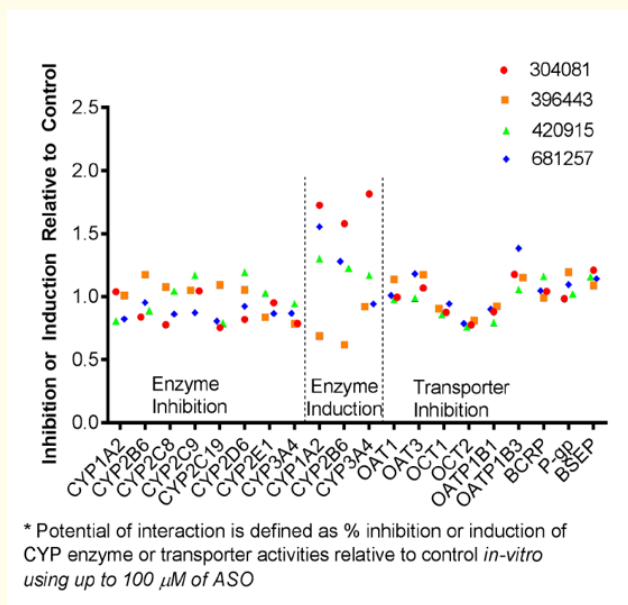 304081
396443
420915
681257
Inhibition or Induction Relative to Control
2.5
2.0
1.5
1.0
0.5
0.0
Enzyme
Inhibition
Enzyme
Induction
Transporter
Inhibition
CYP1A2
CYP2B6
CYP2C8
CYP2C9
CYP2C19
CYP2D6
CYP2E1
CYP3A4
CYP1A2
CYP2B6
CYP3A4
OAT1
OAT3
OCT1
OCT2
OATP1B1
OATP1B3
BCRP
P-gp
BSEP
* Potential of interaction is defined as % inhibition or induction of
CYP enzyme or transporter activities relative to control in-vitro
using up to 100 μM of ASO